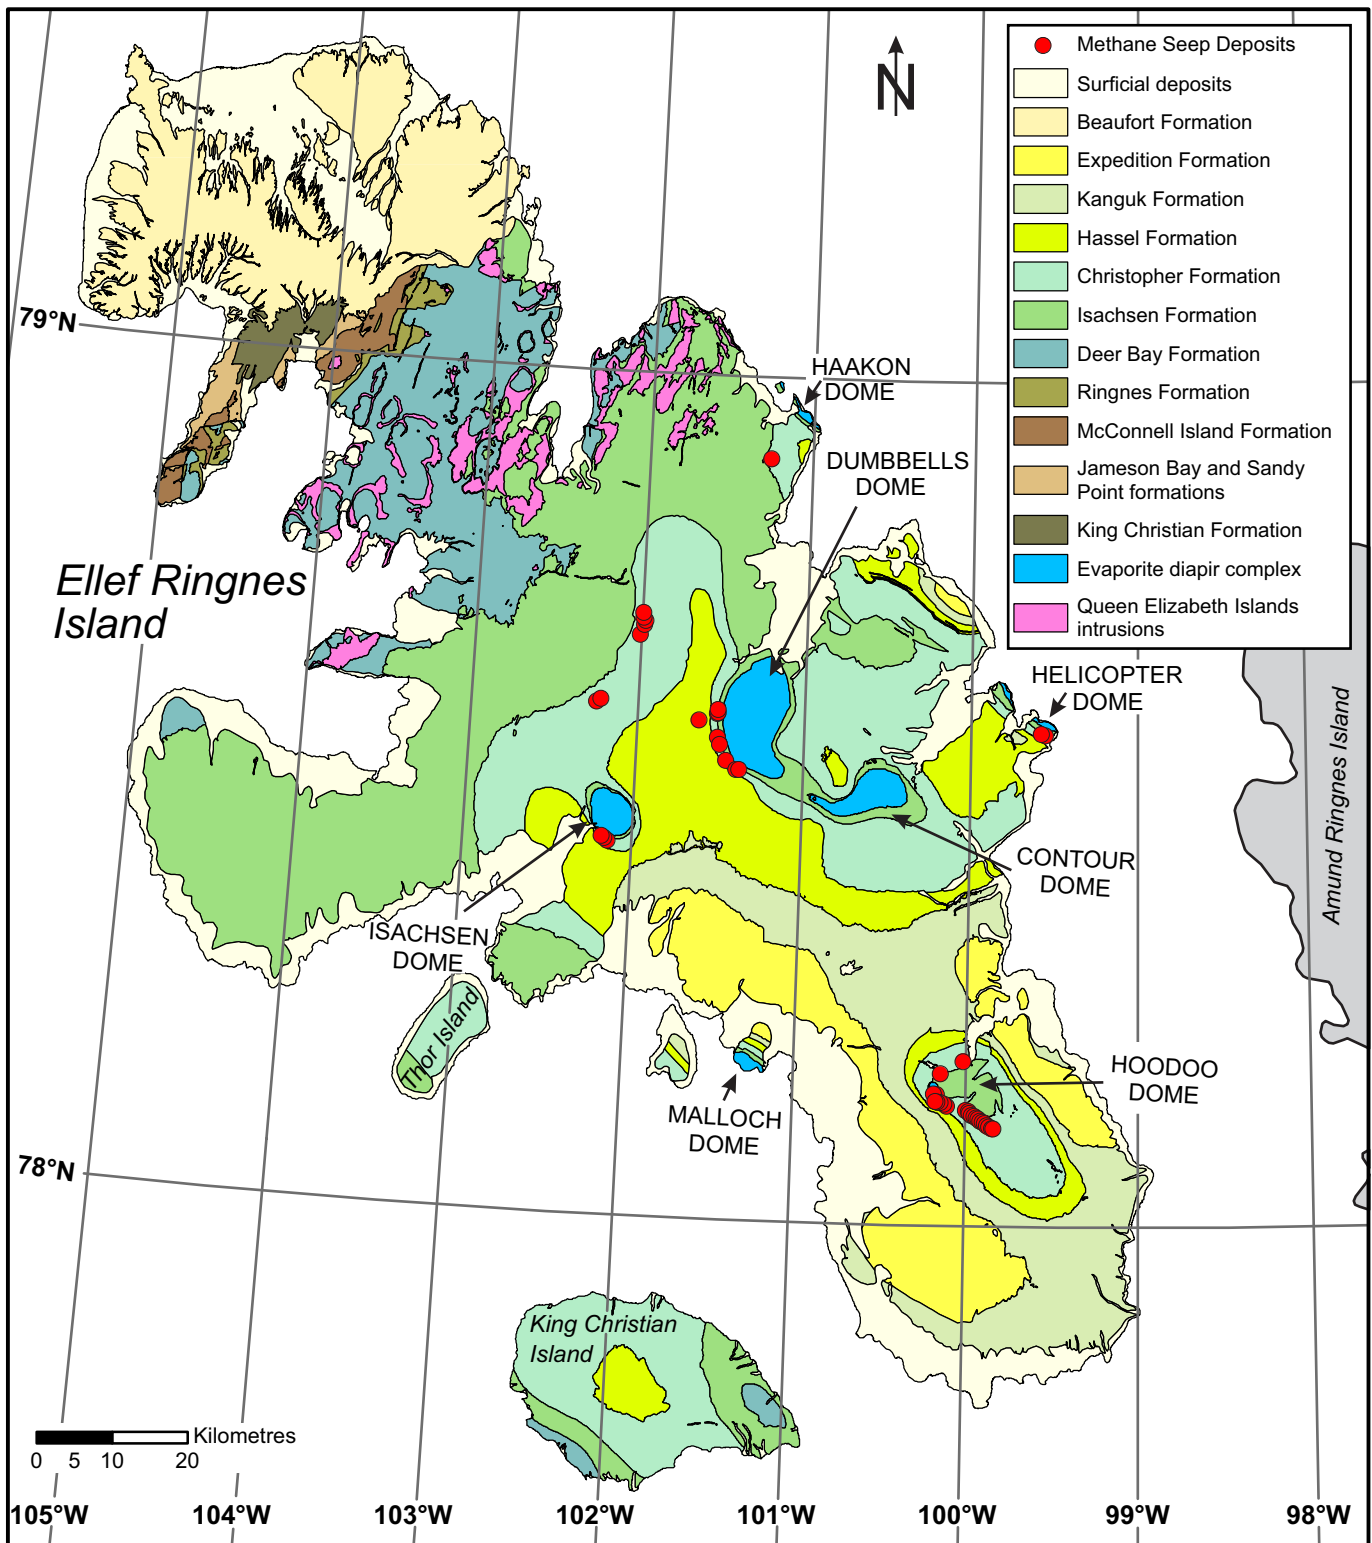 N
Methane Seep Deposits
Surficial deposits
Beaufort Formation
Expedition Formation
Kanguk Formation
Hassel Formation
Christopher Formation
Isachsen Formation
Deer Bay Formation
Ringnes Formation
McConnell Island Formation
Jameson Bay and Sandy
Point formations
King Christian Formation
Evaporite diapir complex
Queen Elizabeth Islands
intrusions
79°N
HAAKON
DOME
DUMBBELLS
DOME
Ellef Ringnes
Island
HELICOPTER
DOME
Amund Ringnes Island
CONTOUR
DOME
ISACHSEN
DOME
Thor Island
HOODOO
DOME
MALLOCH
DOME
78°N
King Christian
Island
Kilometres
0 5 10 20
105°W 104°W 103°W 102°W 101°W 100°W 99°W 98°W